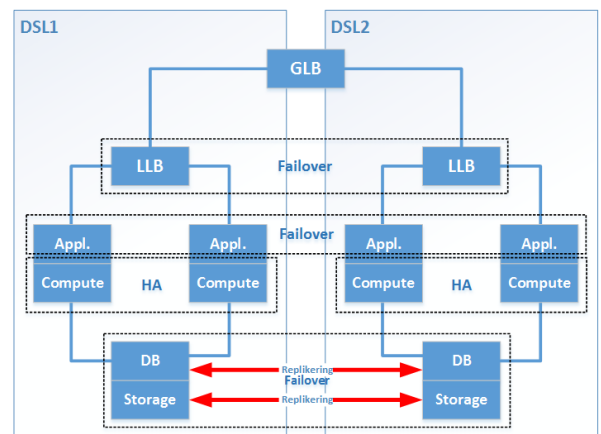 DSL1
DSL2
GLB
LLB
Failover
LLB
Appl.
Appl.
Failover
Appl.
Appl.
Compute
HA
Compute
Compute
HA
Compute
DB
Replikering
DB
Failover
Storage
Replikering
Storage